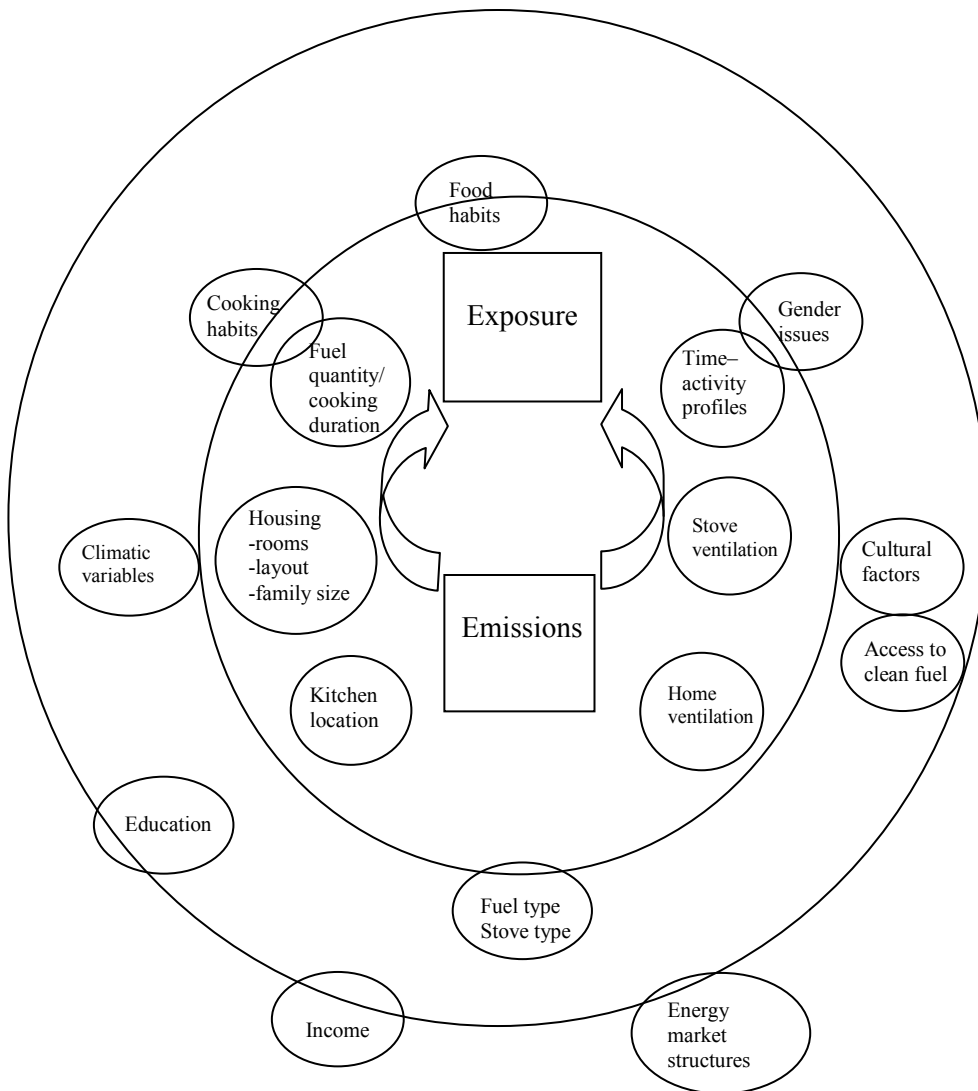 Food
habits
Cooking
habits
Gender
issues
Exposure
Fuel
quantity/
cooking
duration
Time–
activity
profiles
Housing
-rooms
-layout
-family size
Stove
ventilation
Climatic
variables
Cultural
factors
Emissions
Access to
clean fuel
Kitchen
location
Home
ventilation
Education
Fuel type
Stove type
Income
Energy
market
structures